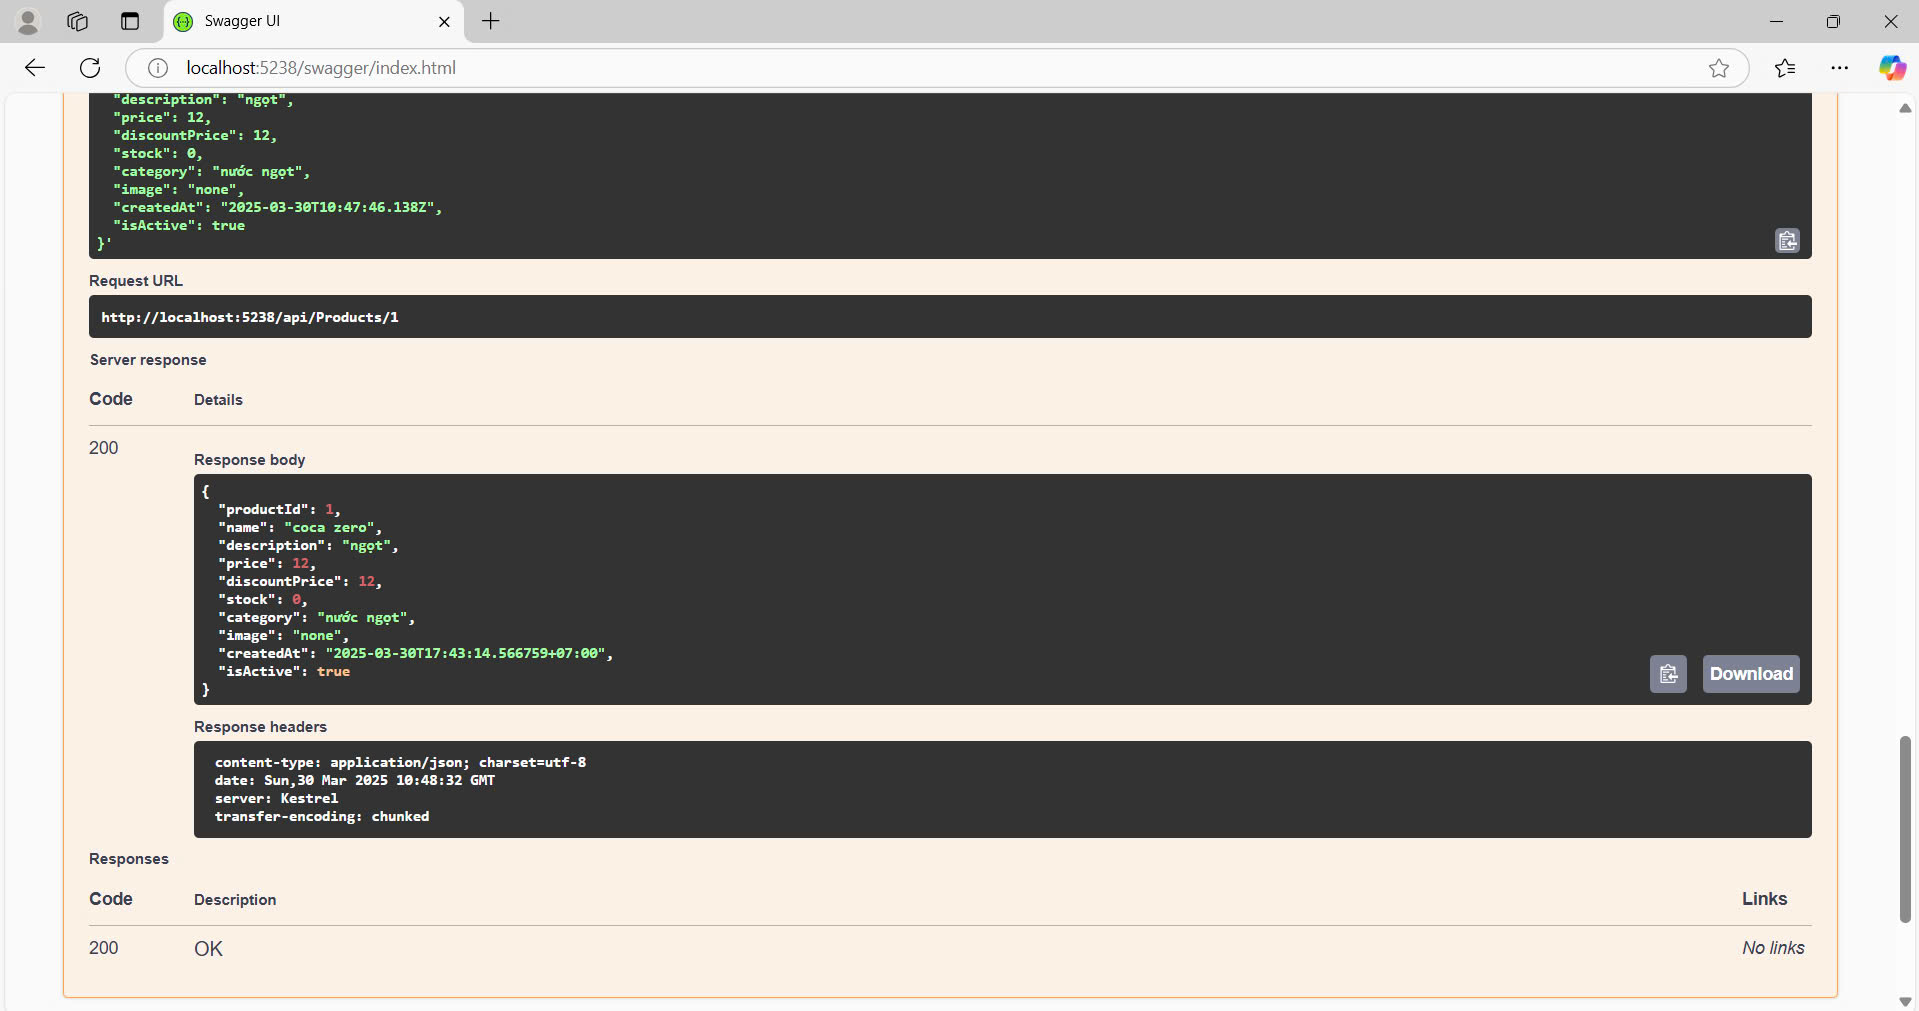 Swagger UI
localhost:5238/swagger/index.html
"description": "ngọt",
"price": 12,
"discountPrice": 12,
"stock": 0,
"category": "nước ngọt",
"image": "none",
"createdAt": "2025-03-30T10:47:46.138Z",
"isActive": true
}'
Request URL
http://localhost:5238/api/Products/1
Server response
Code Details
200
Response body
{
"productId": 1,
"name": "coca zero",
"description": "ngọt",
"price": 12,
"discountPrice": 12,
"stock": 0,
"category": "nước ngọt",
"image": "none",
"createdAt": "2025-03-30T17:43:14.566759+07:00",
"isActive": true
}
Download
Response headers
content-type: application/json; charset=utf-8
date: Sun,30 Mar 2025 10:48:32 GMT
server: Kestrel
transfer-encoding: chunked
Responses
Code Description Links
200 OK No links